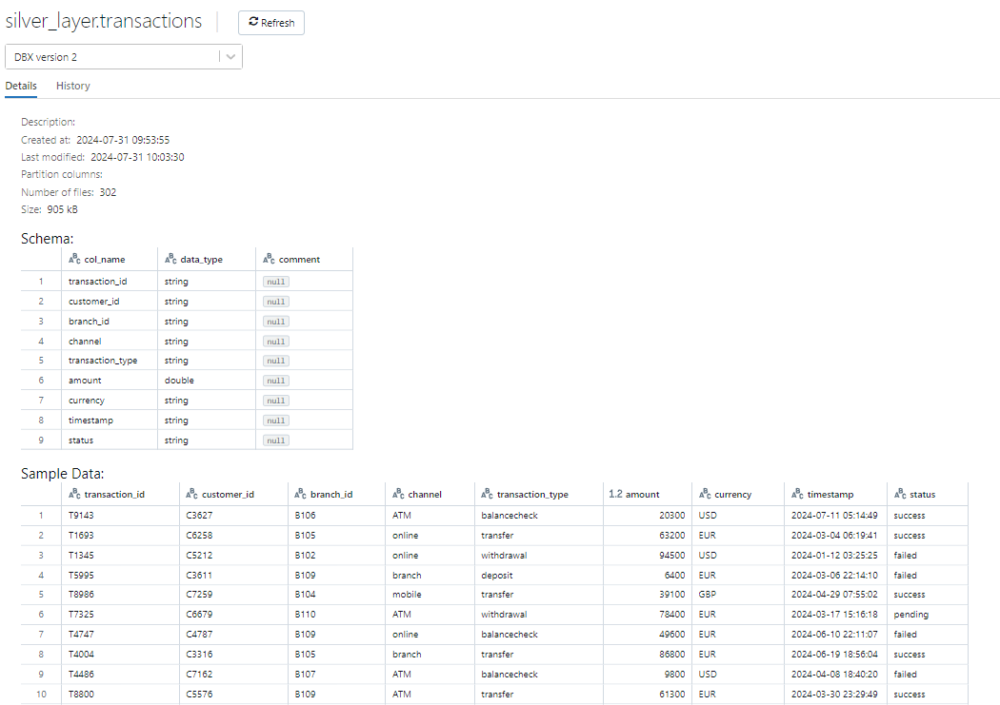 silver_layer.transactions Refresh
DBX version 2
Details History
Description:
Created at: 2024-07-31 09:53:55
Last modified: 2024-07-31 10:03:30
Partition columns:
Number of files: 302
Size: 905 kB
Schema:
ABC col_name ABC data_type ABC comment
1 transaction_id string null
2 customer_id string null
3 branch_id string null
4 channel string null
5 transaction_type string null
6 amount double null
7 currency string null
8 timestamp string null
9 status string null
Sample Data:
ABC transaction_id ABC customer_id ABC branch_id ABC channel ABC transaction_type 1.2 amount ABC currency ABC timestamp ABC status
1 T9143 C3627 B106 ATM balancecheck 20300 USD 2024-07-11 05:14:49 success
2 T1693 C6258 B105 online transfer 63200 EUR 2024-03-04 06:19:41 success
3 T1345 C5212 B102 online withdrawal 94500 USD 2024-01-12 03:25:25 failed
4 T5995 C3611 B109 branch deposit 6400 EUR 2024-03-06 22:14:10 failed
5 T8986 C7259 B104 mobile transfer 39100 GBP 2024-04-29 07:55:02 success
6 T7325 C6679 B110 ATM withdrawal 78400 EUR 2024-03-17 15:16:18 pending
7 T4747 C4787 B109 online balancecheck 49600 EUR 2024-06-10 22:11:07 failed
8 T4004 C3316 B105 branch transfer 86800 EUR 2024-06-19 18:56:04 success
9 T4486 C7162 B107 ATM balancecheck 9800 USD 2024-04-08 18:40:20 failed
10 T8800 C5576 B109 ATM transfer 61300 EUR 2024-03-30 23:29:49 success